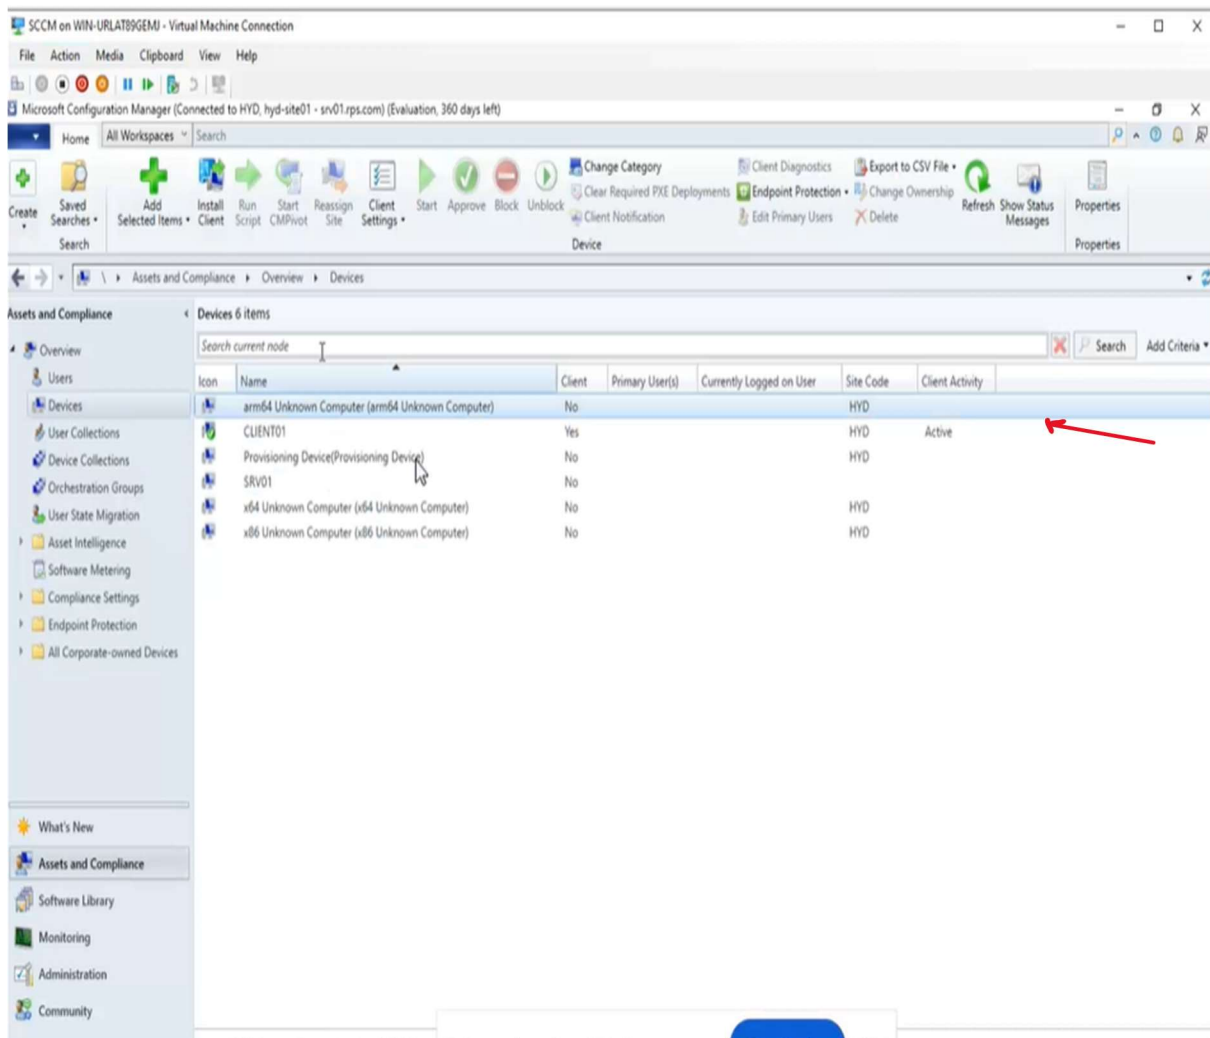 SCCM on WIN-URLAT89GEMJ - Virtual Machine Connection
File Action Media Clipboard View Help
Microsoft Configuration Manager (Connected to HYD, hyd-site01 - srv01.rps.com) (Evaluation, 360 days left)
Home All Workspaces Search
Create
Saved Searches
Search
Add Selected Items
Install Client
Run Script
Start CMPivot
Reassign Site
Client Settings
Start
Approve
Block
Unblock
Change Category
Clear Required PXE Deployments
Client Notification
Client Diagnostics
Endpoint Protection
Edit Primary Users
Export to CSV File
Change Ownership
Delete
Refresh
Show Status Messages
Device
Properties
Properties
\ Assets and Compliance Overview Devices
Assets and Compliance
Overview
Users
Devices
User Collections
Device Collections
Orchestration Groups
User State Migration
Asset Intelligence
Software Metering
Compliance Settings
Endpoint Protection
All Corporate-owned Devices
What's New
Assets and Compliance
Software Library
Monitoring
Administration
Community
Devices 6 items
Search current node Search Add Criteria
Icon Name Client Primary User(s) Currently Logged on User Site Code Client Activity
arm64 Unknown Computer (arm64 Unknown Computer) No HYD
CLIENT01 Yes HYD Active
Provisioning Device(Provisioning Device) No HYD
SRV01 No
x64 Unknown Computer (x64 Unknown Computer) No HYD
x86 Unknown Computer (x86 Unknown Computer) No HYD